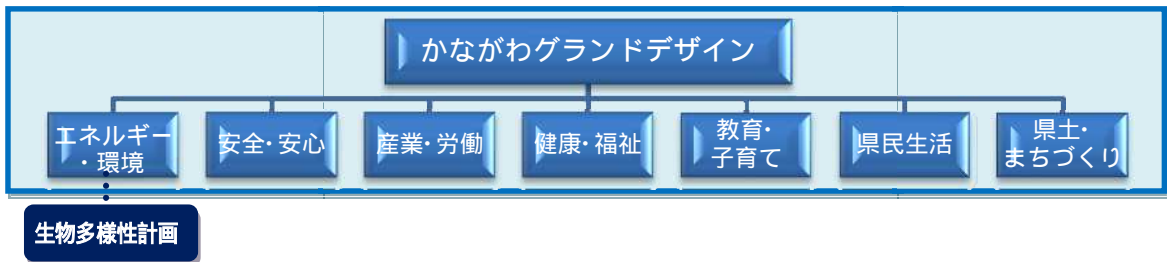 かながわグランドデザイン
エネルギー
・環境
安全・安心
産業・労働
健康・福祉
教育・
子育て
県民生活
県土・
まちづくり
生物多様性計画